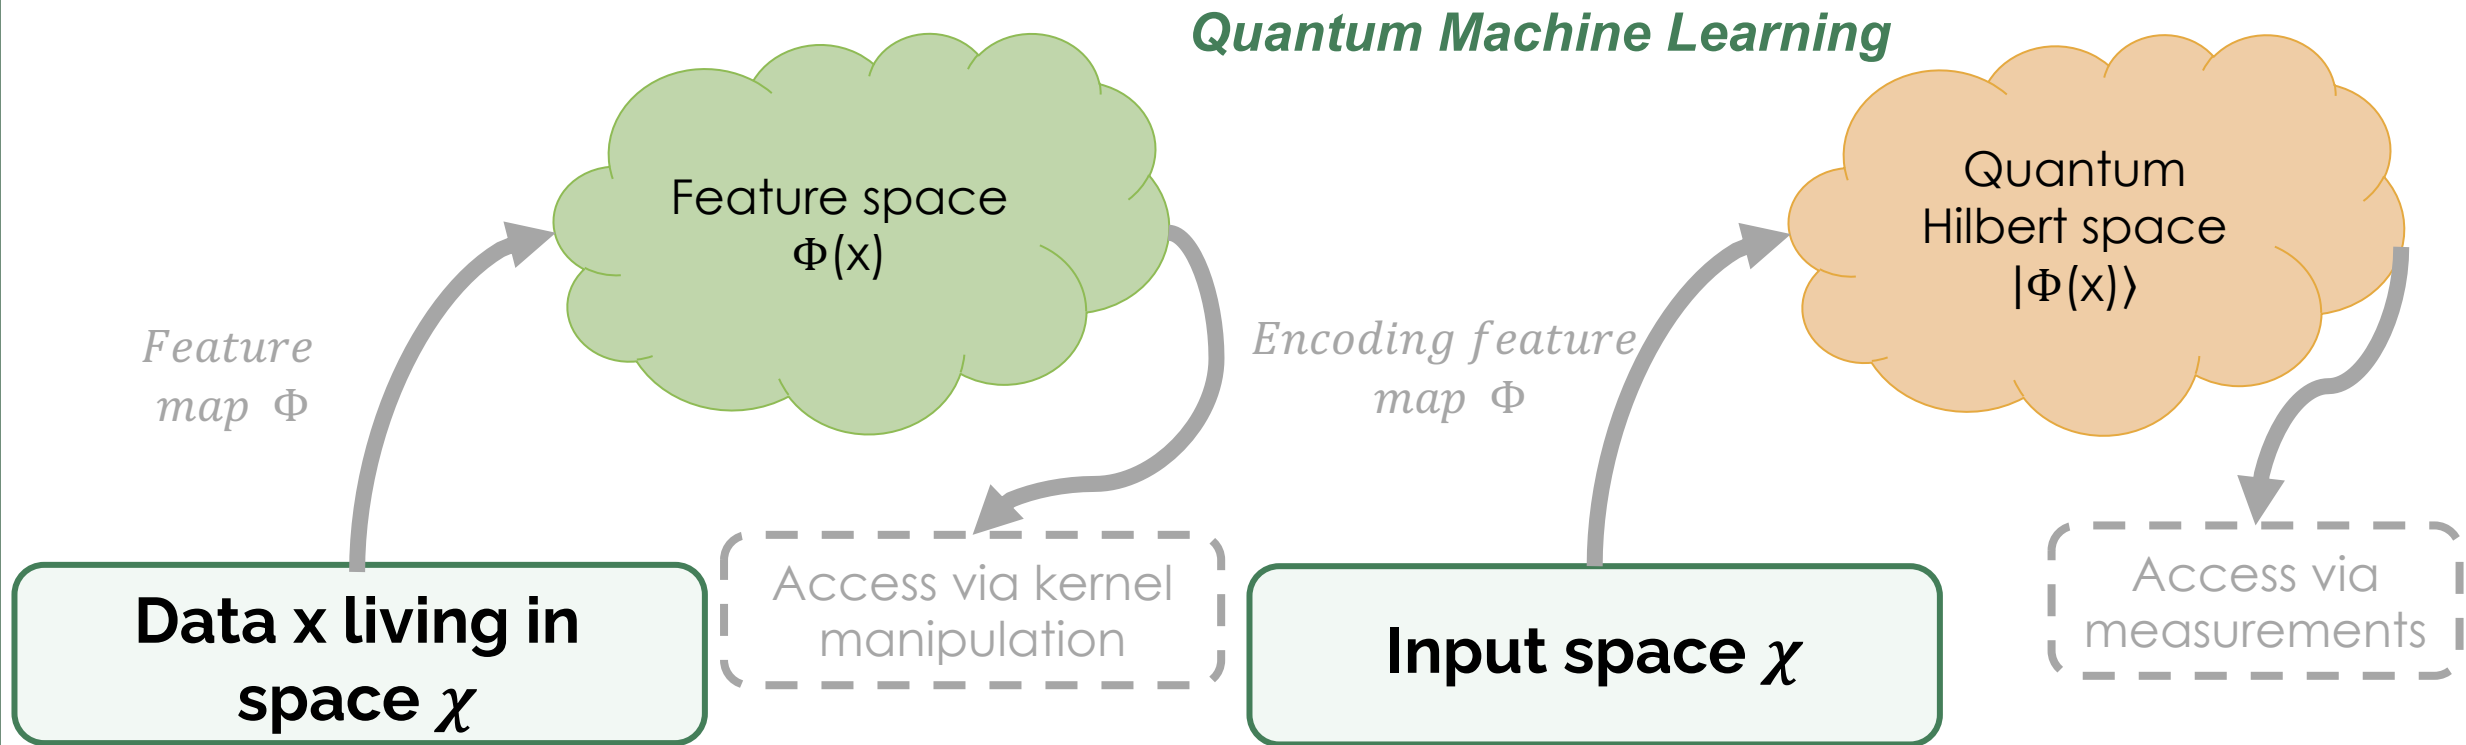 Quantum Machine Learning
Feature space
Φ(x)
Feature
map Φ
Data x living in
space χ
Access via kernel
manipulation
Quantum
Hilbert space
|Φ(x)⟩
Encoding feature
map Φ
Input space χ
Access via
measurements